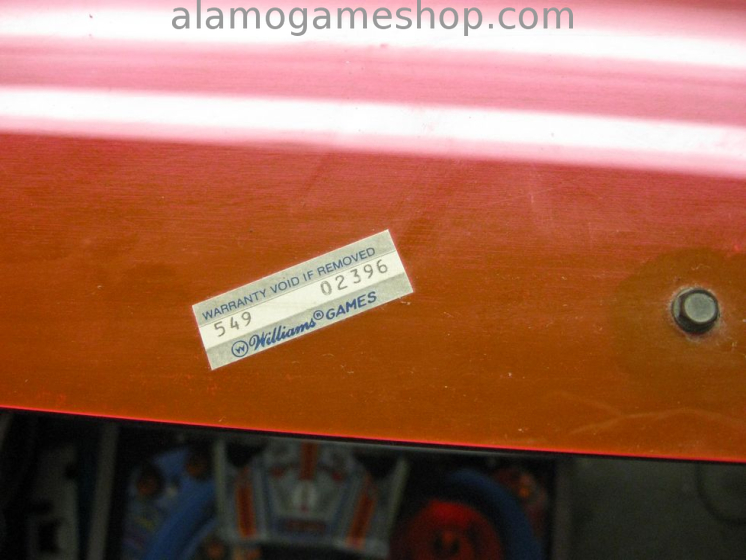 alamogameshop.com
WARRANTY VOID IF REMOVED
549 02396
W Williams® GAMES